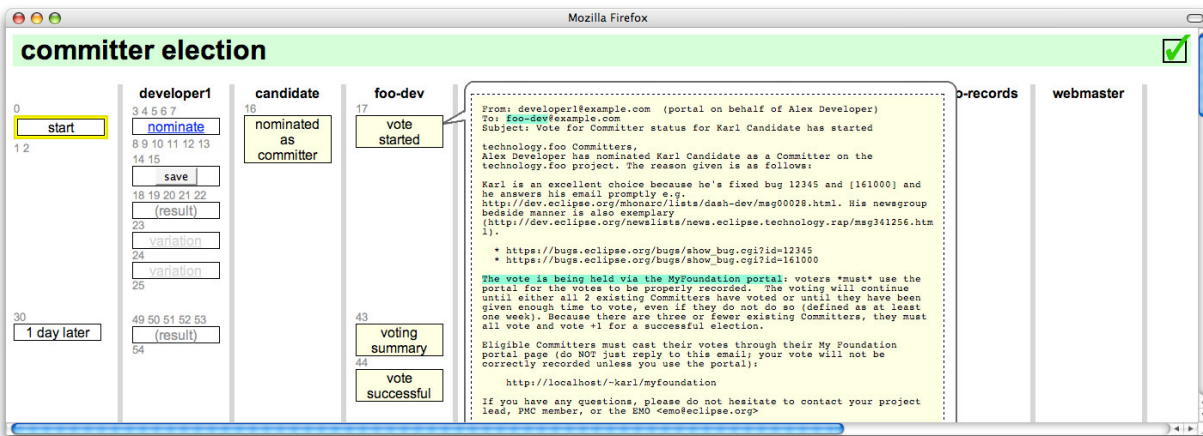 Mozilla Firefox
committer election
developer1
candidate
foo-dev
o-records
webmaster
0
start
1 2
3 4 5 6 7
nominate
8 9 10 11 12 13
14 15
save
18 19 20 21 22
(result)
23
variation
24
variation
25
16
nominated
as
committer
17
vote
started
30
1 day later
49 50 51 52 53
(result)
54
43
voting
summary
44
vote
successful
From: developer1@example.com (portal on behalf of Alex Developer)
To: foo-dev@example.com
Subject: Vote for Committer status for Karl Candidate has started
technology.foo Committers,
Alex Developer has nominated Karl Candidate as a Committer on the
technology.foo project. The reason given is as follows:
Karl is an excellent choice because he's fixed bug 12345 and [161000] and
he answers his email promptly e.g.
http://dev.eclipse.org/mhonarc/lists/dash-dev/msg00028.html. His newsgroup
bedside manner is also exemplary
(http://dev.eclipse.org/newslists/news.eclipse.technology.rap/msg341256.htm
l).
* https://bugs.eclipse.org/bugs/show_bug.cgi?id=12345
* https://bugs.eclipse.org/bugs/show_bug.cgi?id=161000
The vote is being held via the MyFoundation portal: voters *must* use the
portal for the votes to be properly recorded. The voting will continue
until either all 2 existing Committers have voted or until they have been
given enough time to vote, even if they do not do so (defined as at least
one week). Because there are three or fewer existing Committers, they must
all vote and vote +1 for a successful election.
Eligible Committers must cast their votes through their My Foundation
portal page (do NOT just reply to this email; your vote will not be
correctly recorded unless you use the portal):
http://localhost/~karl/myfoundation
If you have any questions, please do not hesitate to contact your project
lead, PMC member, or the EMO <emo@eclipse.org>